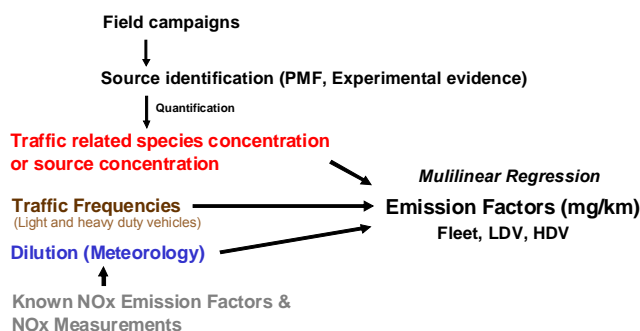 Field campaigns
Source identification (PMF, Experimental evidence)
Quantification
Traffic related species concentration
or source concentration
Mulilinear Regression
Traffic Frequencies
(Light and heavy duty vehicles)
Emission Factors (mg/km)
Fleet, LDV, HDV
Dilution (Meteorology)
Known NOx Emission Factors &
NOx Measurements